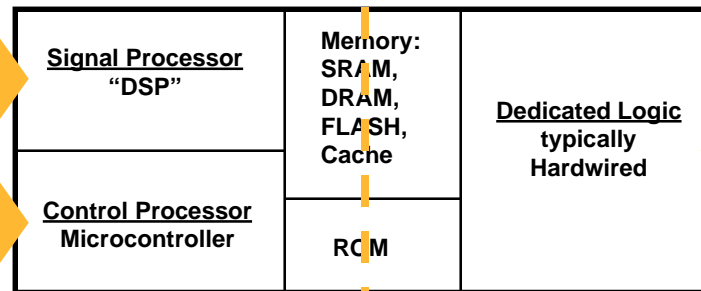 Signal Processor
“DSP”
Control Processor
Microcontroller
Memory:
SRAM,
DRAM,
FLASH,
Cache
ROM
Dedicated Logic
typically
Hardwired